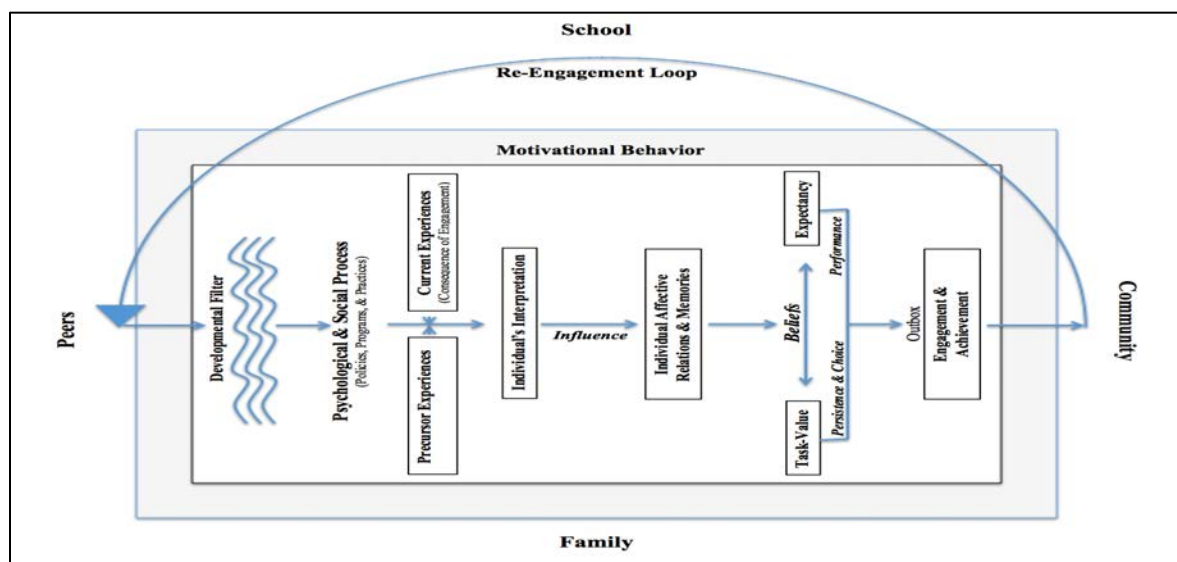 School
Re-Engagement Loop
Motivational Behavior
Peers
Developmental Filter
Psychological & Social Process
(Policies, Programs, & Practices)
Current Experiences
(Consequence of Engagement)
Precursor Experiences
Individual's Interpretation
Influence
Individual Affective
Relations & Memories
Expectancy
Beliefs
Task-Value
Performance
Persistence & Choice
Outbox
Engagement &
Achievement
Community
Family